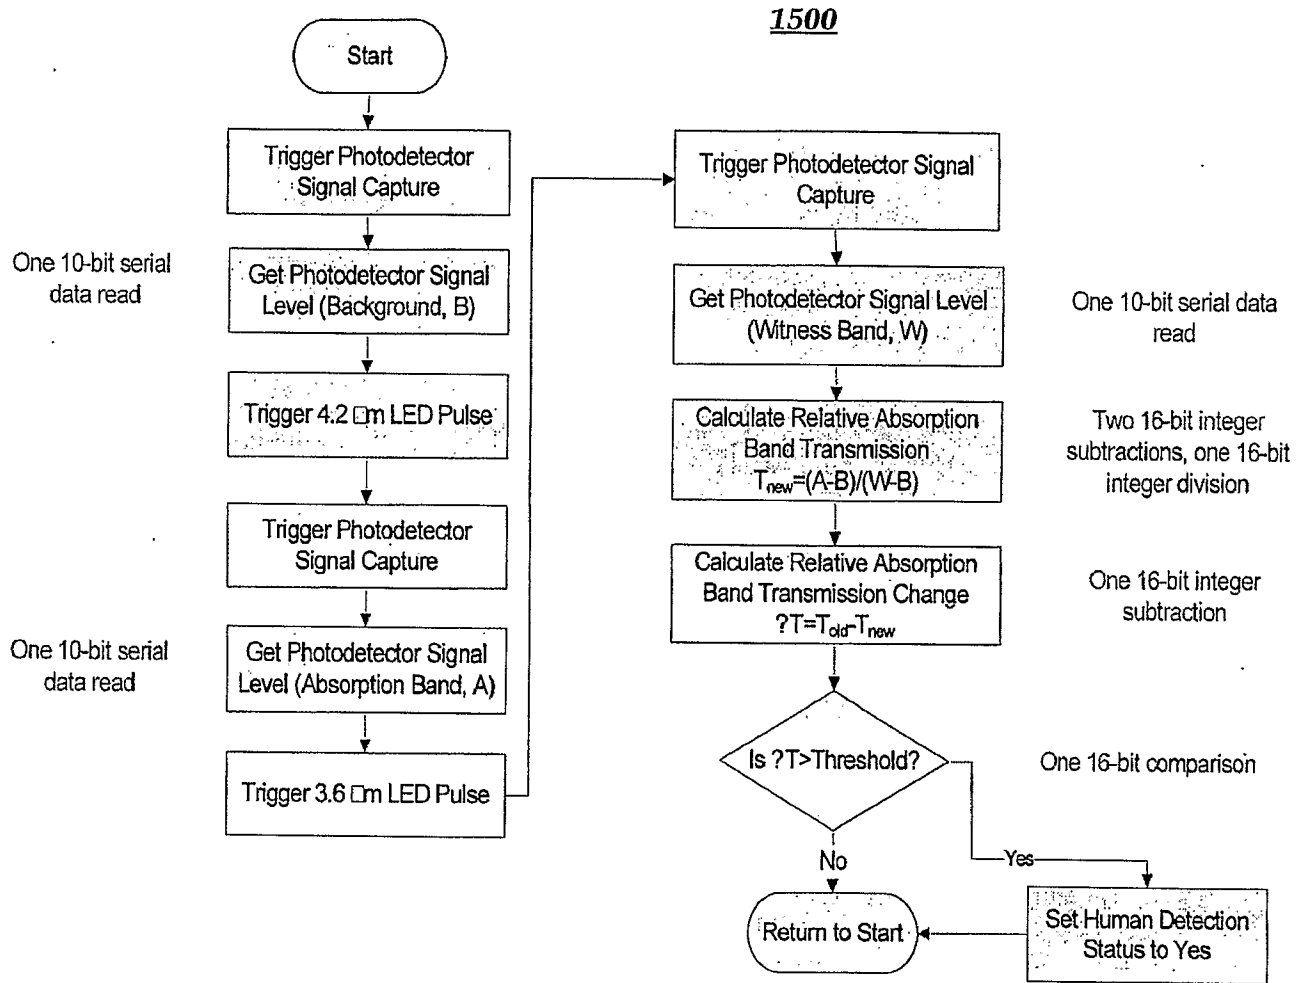 1500
Start
Trigger Photodetector
Signal Capture
One 10-bit serial
data read
Get Photodetector Signal
Level (Background, B)
Trigger 4.2 □m LED Pulse
Trigger Photodetector
Signal Capture
One 10-bit serial
data read
Get Photodetector Signal
Level (Absorption Band, A)
Trigger 3.6 □m LED Pulse
Trigger Photodetector Signal
Capture
Get Photodetector Signal Level
(Witness Band, W)
One 10-bit serial data
read
Calculate Relative Absorption
Band Transmission
Tnew=(A-B)/(W-B)
Two 16-bit integer
subtractions, one 16-bit
integer division
Calculate Relative Absorption
Band Transmission Change
?T=Told-Tnew
One 16-bit integer
subtraction
Is ?T>Threshold?
One 16-bit comparison
No
Yes
Return to Start
Set Human Detection
Status to Yes